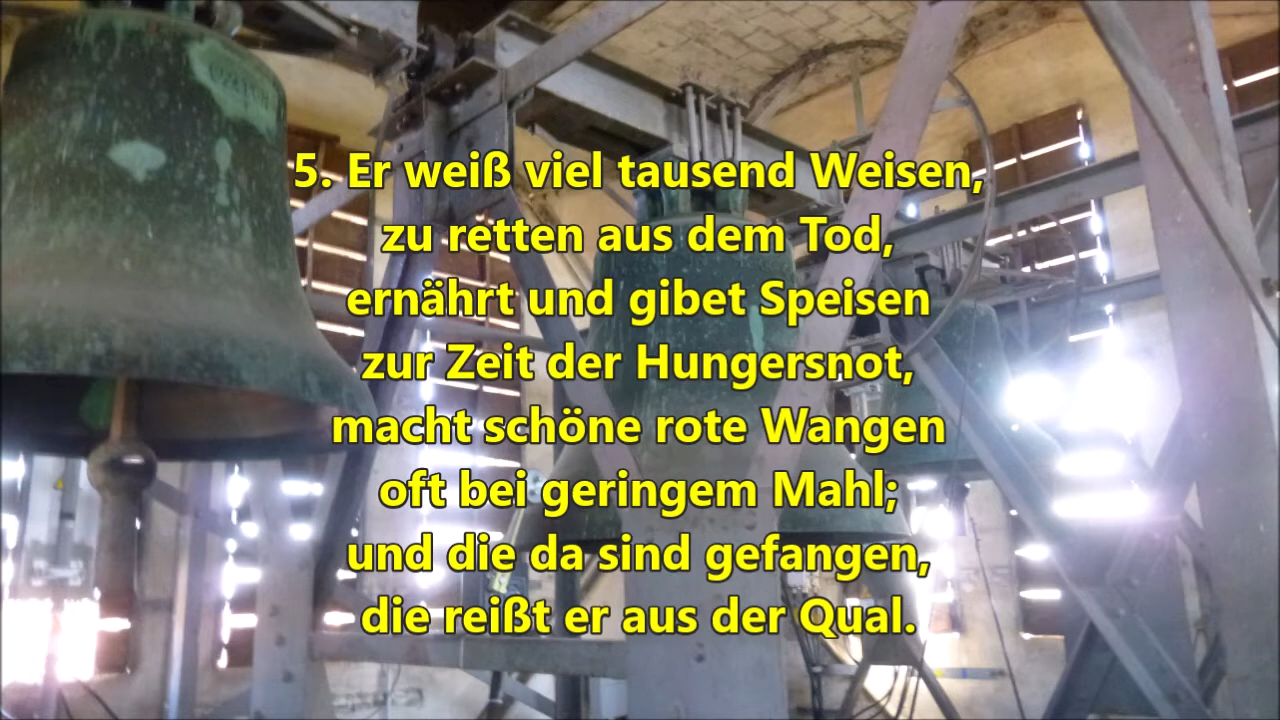 5. Er weiß viel tausend Weisen,
zu retten aus dem Tod,
ernährt und gibet Speisen
zur Zeit der Hungersnot,
macht schöne rote Wangen
oft bei geringem Mahl;
und die da sind gefangen,
die reißt er aus der Qual.